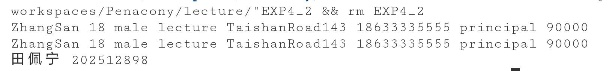 workspaces/Penacony/lecture/"EXP4_2 && rm EXP4_2
ZhangSan 18 male lecture TaishanRoad143 18633335555 principal 90000
ZhangSan 18 male lecture TaishanRoad143 18633335555 principal 90000
田佩宁 202512898